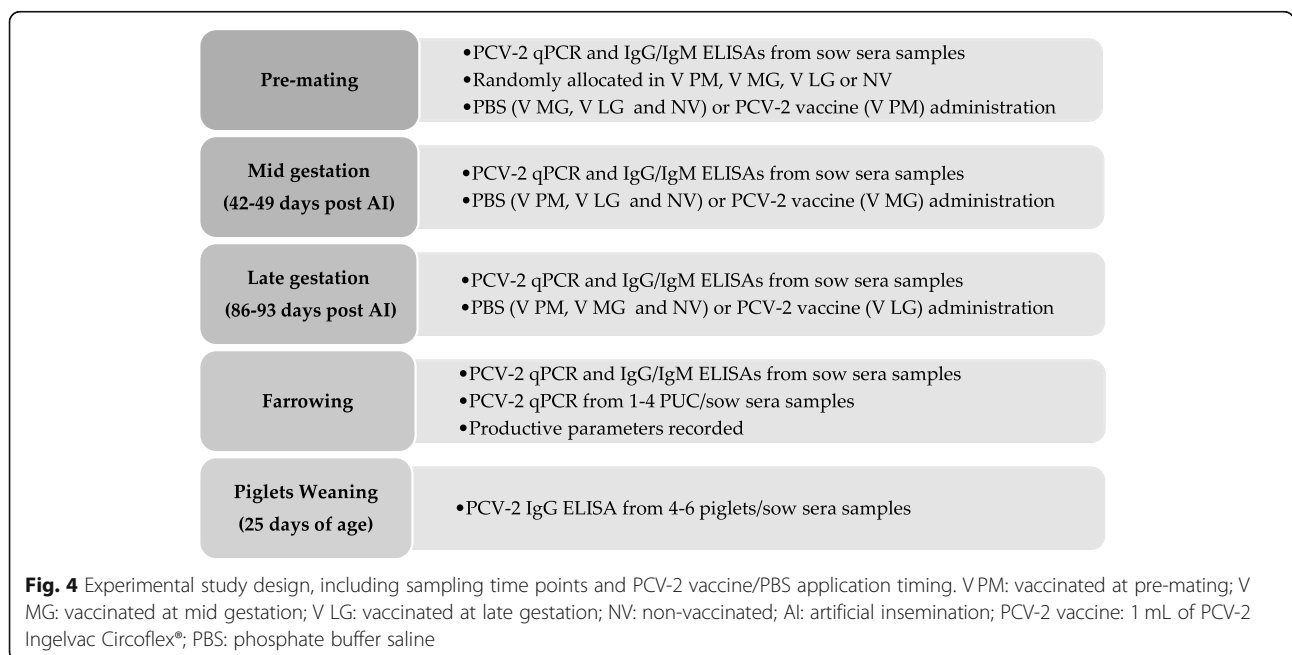 Pre-mating
•PCV-2 qPCR and IgG/IgM ELISAs from sow sera samples
•Randomly allocated in V PM, V MG, V LG or NV
•PBS (V MG, V LG and NV) or PCV-2 vaccine (V PM) administration
Mid gestation
(42-49 days post AI)
•PCV-2 qPCR and IgG/IgM ELISAs from sow sera samples
•PBS (V PM, V LG and NV) or PCV-2 vaccine (V MG) administration
Late gestation
(86-93 days post AI)
•PCV-2 qPCR and IgG/IgM ELISAs from sow sera samples
•PBS (V PM, V MG and NV) or PCV-2 vaccine (V LG) administration
Farrowing
•PCV-2 qPCR and IgG/IgM ELISAs from sow sera samples
•PCV-2 qPCR from 1-4 PUC/sow sera samples
•Productive parameters recorded
Piglets Weaning
(25 days of age)
•PCV-2 IgG ELISA from 4-6 piglets/sow sera samples
Fig. 4 Experimental study design, including sampling time points and PCV-2 vaccine/PBS application timing. V PM: vaccinated at pre-mating; V
MG: vaccinated at mid gestation; V LG: vaccinated at late gestation; NV: non-vaccinated; AI: artificial insemination; PCV-2 vaccine: 1 mL of PCV-2
Ingelvac Circoflex®; PBS: phosphate buffer saline